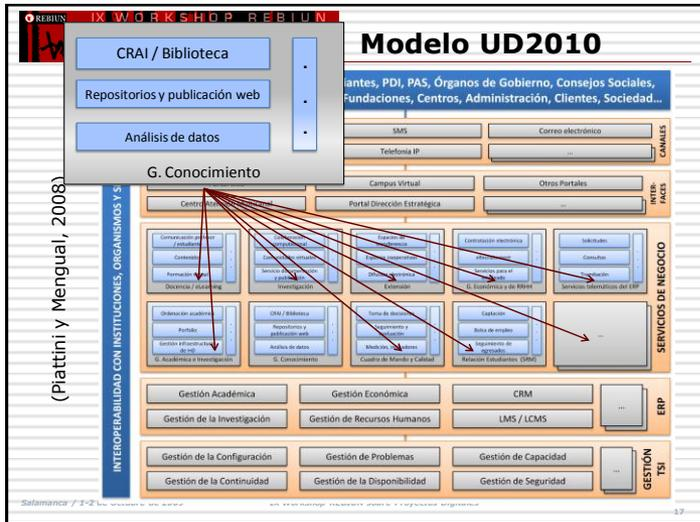 REBIUN
IX WORKSHOP REBIUN
Modelo UD2010
CRAI / Biblioteca
Repositorios y publicación web
Análisis de datos
.
.
.
G. Conocimiento
iantes, PDI, PAS, Órganos de Gobierno, Consejos Sociales,
Fundaciones, Centros, Administración, Clientes, Sociedad...
SMS
Correo electrónico
Telefonía IP
...
CANALES
Campus Virtual
Otros Portales
Portal Dirección Estratégica
...
INTER-
FACES
(Piattini y Mengual, 2008)
INTEROPERABILIDAD CON INSTITUCIONES, ORGANISMOS Y
Contenidos
Docencia / eLearning
Investigación
Extensión
Contratación electrónica
Servicios para el
G. Económica y de RRHH
Solicitudes
Consultas
Tramitación
Servicios telemáticos del ERP
Ordenación académica
Portfolio
Gestión infraestructuras
de I+D
G. Académica e Investigación
CRAI / Biblioteca
Repositorios y
publicación web
Análisis de datos
G. Conocimiento
Toma de decisiones
Seguimiento y
evaluación
Cuadro de Mando y Calidad
Captación
Bolsa de empleo
Seguimiento de
egresados
Relación Estudiantes (SRM)
...
SERVICIOS DE NEGOCIO
Gestión Académica
Gestión Económica
CRM
Gestión de la Investigación
Gestión de Recursos Humanos
LMS / LCMS
...
ERP
Gestión de la Configuración
Gestión de Problemas
Gestión de Capacidad
Gestión de la Continuidad
Gestión de la Disponibilidad
Gestión de Seguridad
...
GESTIÓN
TSI
Salamanca / 1-2 de Octubre de 2009
IX Workshop REBIUN sobre Proyectos Digitales
17